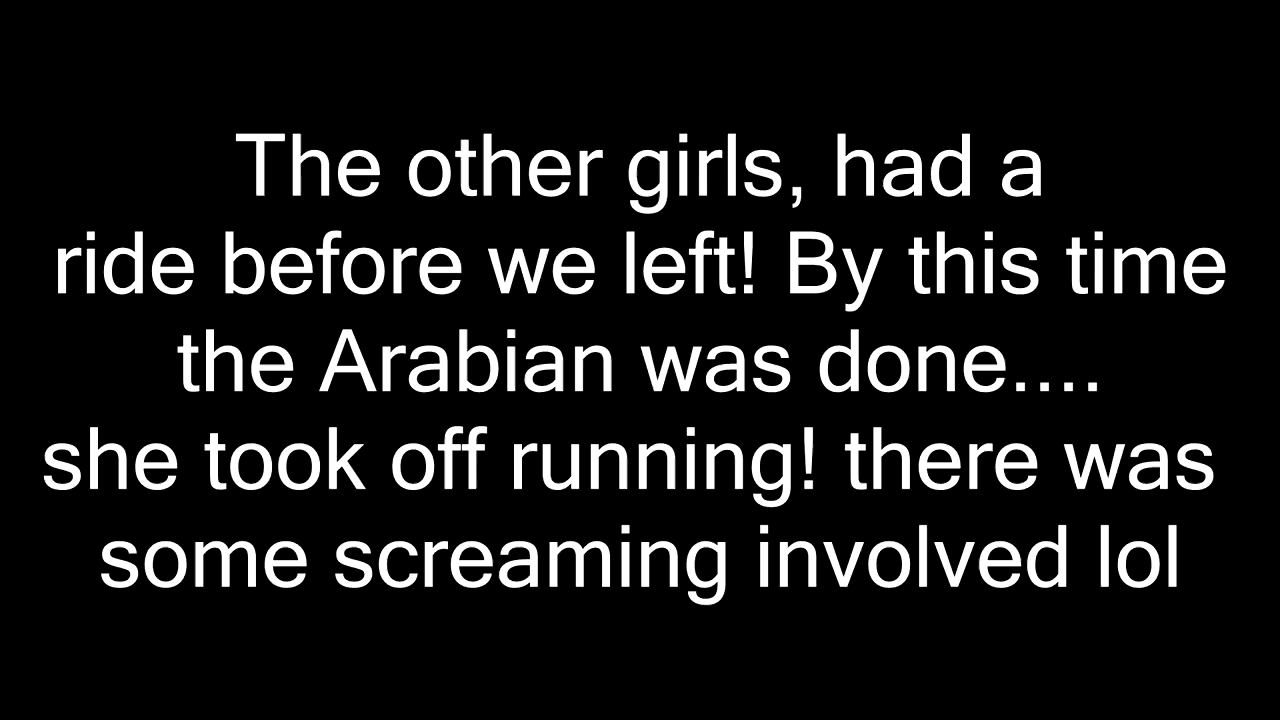 The other girls, had a
ride before we left! By this time
the Arabian was done....
she took off running! there was
some screaming involved lol